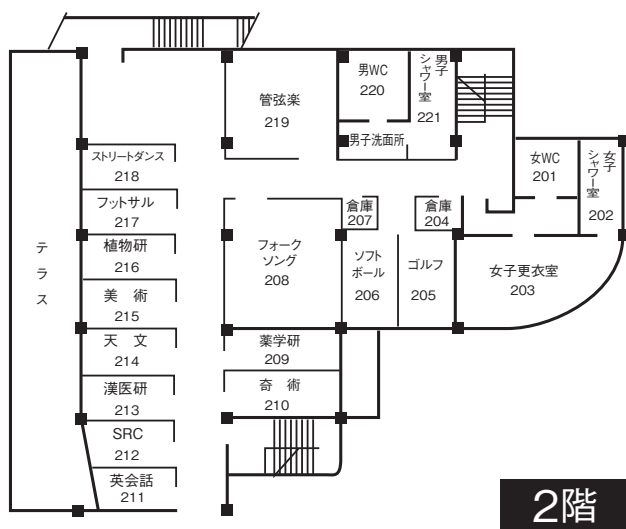 男WC
220
男子
シャワー室
221
管弦楽
219
男子洗面所
ストリートダンス
218
女WC
201
女子
シャワー室
202
フットサル
217
倉庫
207
倉庫
204
植物研
216
フォーク
ソング
208
ソフト
ボール
206
ゴルフ
205
女子更衣室
203
テラス
美術
215
天文
214
薬学研
209
漢医研
213
奇術
210
SRC
212
英会話
211
2階